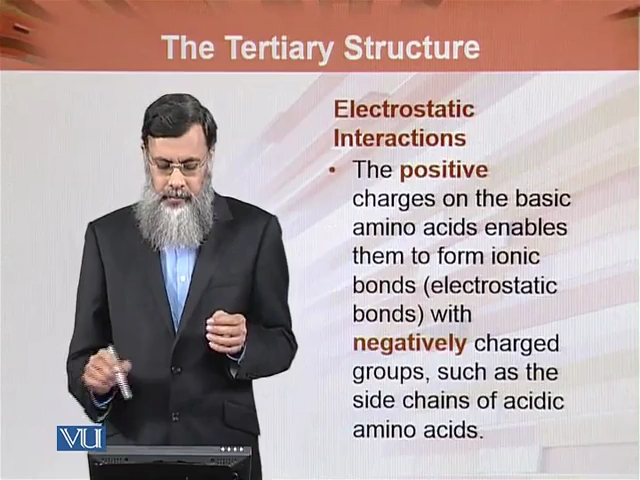 The Tertiary Structure
Electrostatic
Interactions
• The positive
charges on the basic
amino acids enables
them to form ionic
bonds (electrostatic
bonds) with
negatively charged
groups, such as the
side chains of acidic
amino acids.
VU